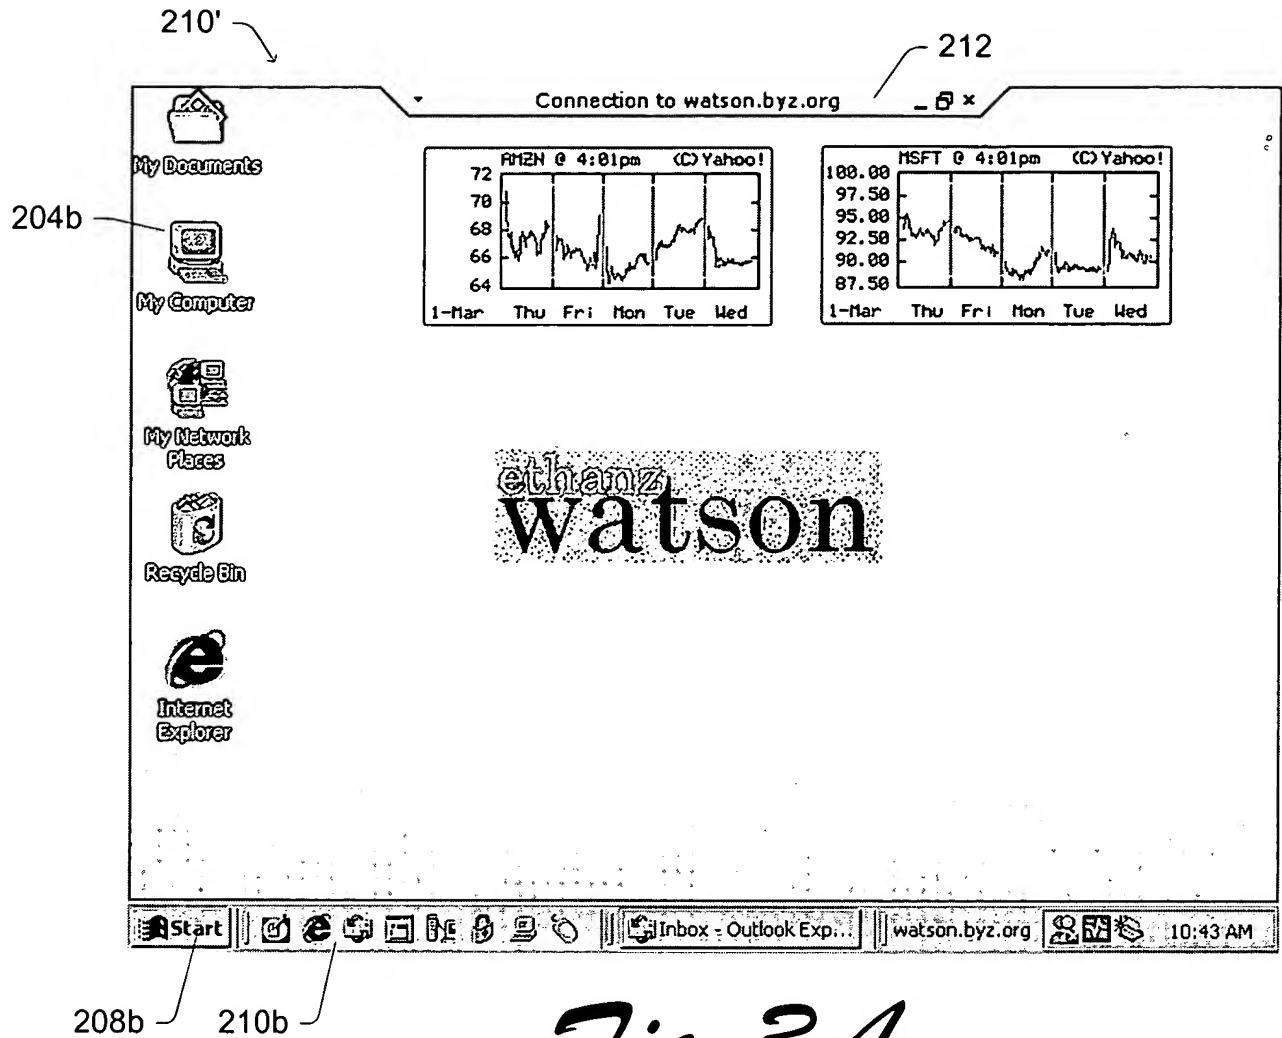 210'
212
Connection to watson.byz.org
My Documents
204b
My Computer
My Network
Places
Recycle Bin
Internet
Explorer
AMZN @ 4:01pm (C) Yahoo!
72
70
68
66
64
1-Mar Thu Fri Mon Tue Wed
MSFT @ 4:01pm (C) Yahoo!
100.00
97.50
95.00
92.50
90.00
87.50
1-Mar Thu Fri Mon Tue Wed
ethanz
watson
Start
Inbox - Outlook Exp...
watson.byz.org
10:43 AM
208b
210b